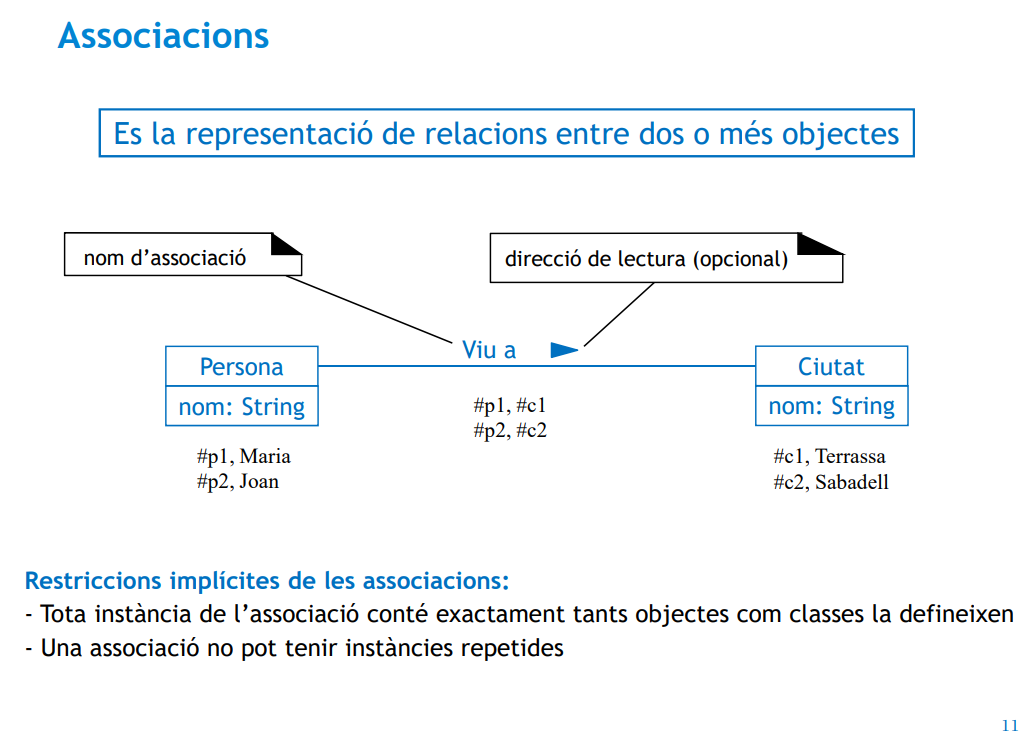 Associacions
Es la representació de relacions entre dos o més objectes
nom d’associació
direcció de lectura (opcional)
Viu a
Persona
nom: String
Ciutat
nom: String
#p1, #c1
#p2, #c2
#p1, Maria
#p2, Joan
#c1, Terrassa
#c2, Sabadell
Restriccions implícites de les associacions:
- Tota instància de l’associació conté exactament tants objectes com classes la defineixen
- Una associació no pot tenir instàncies repetides
11